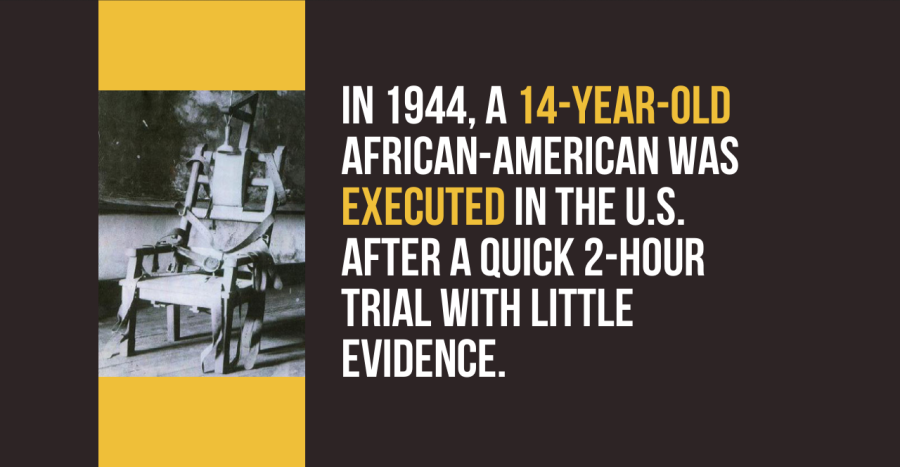 IN 1944, A 14-YEAR-OLD
AFRICAN-AMERICAN WAS
EXECUTED IN THE U.S.
AFTER A QUICK 2-HOUR
TRIAL WITH LITTLE
EVIDENCE.